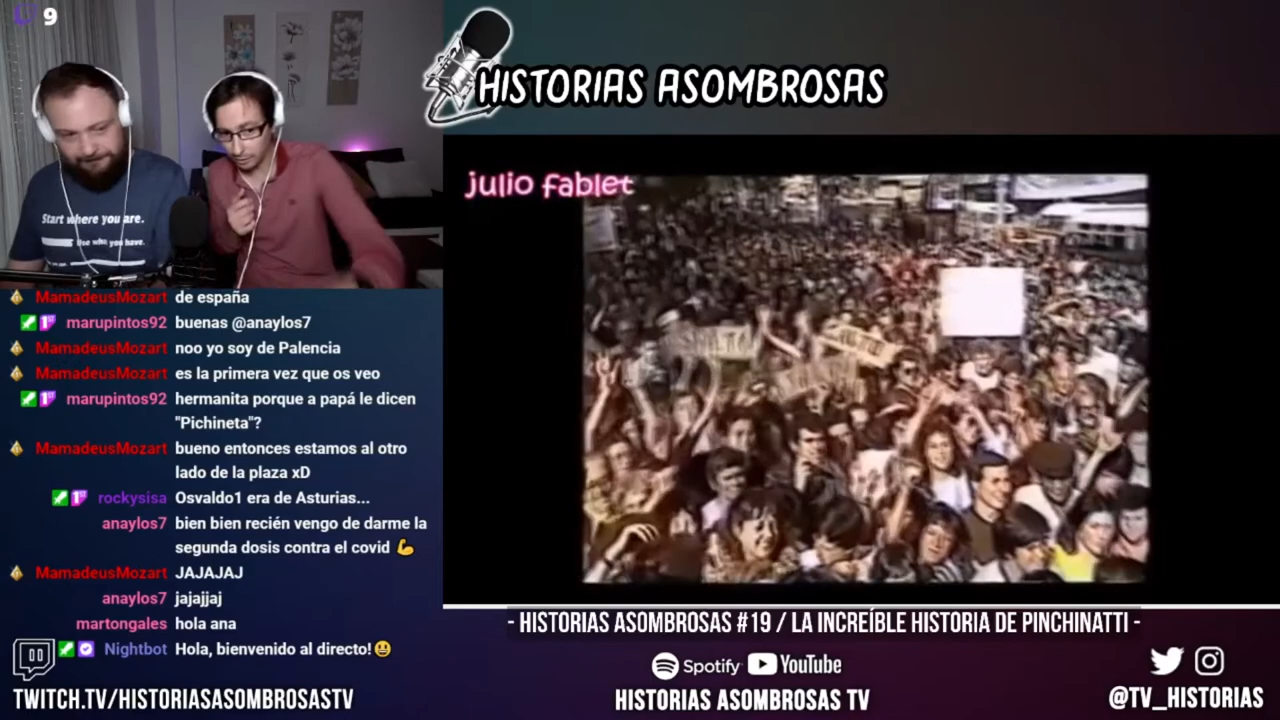 9
HISTORIAS ASOMBROSAS
Start where you are.
Use what you have.
julio fablet
MamadeusMozart de españa
marupintos92 buenas @anaylos7
MamadeusMozart noo yo soy de Palencia
MamadeusMozart es la primera vez que os veo
marupintos92 hermanita porque a papá le dicen
"Pichineta"?
MamadeusMozart bueno entonces estamos al otro
lado de la plaza xD
rockysisa Osvaldo1 era de Asturias...
anaylos7 bien bien recién vengo de darme la
segunda dosis contra el covid 💪
MamadeusMozart JAJAJAJ
anaylos7 jajajjaj
martongales hola ana
Nightbot Hola, bienvenido al directo!😃
TWITCH.TV/HISTORIASASOMBROSASTV
- HISTORIAS ASOMBROSAS #19 / LA INCREÍBLE HISTORIA DE PINCHINATTI -
Spotify YouTube
HISTORIAS ASOMBROSAS TV
@TV_HISTORIAS